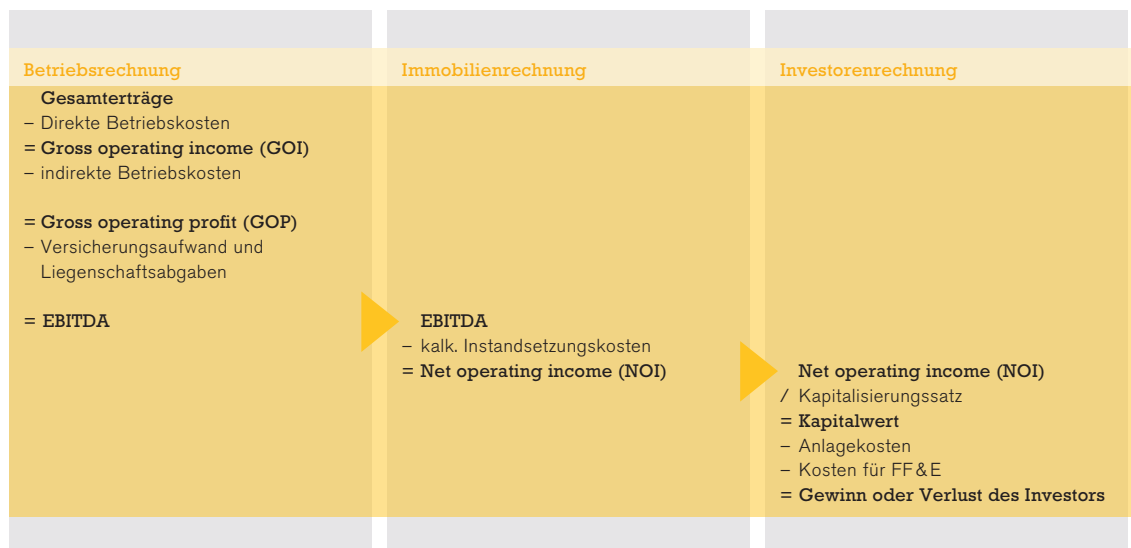 Betriebsrechnung
Gesamterträge
– Direkte Betriebskosten
= Gross operating income (GOI)
– indirekte Betriebskosten
= Gross operating profit (GOP)
– Versicherungsaufwand und
Liegenschaftsabgaben
= EBITDA
Immobilienrechnung
EBITDA
– kalk. Instandsetzungskosten
= Net operating income (NOI)
Investorenrechnung
Net operating income (NOI)
/ Kapitalisierungssatz
= Kapitalwert
– Anlagekosten
– Kosten für FF & E
= Gewinn oder Verlust des Investors